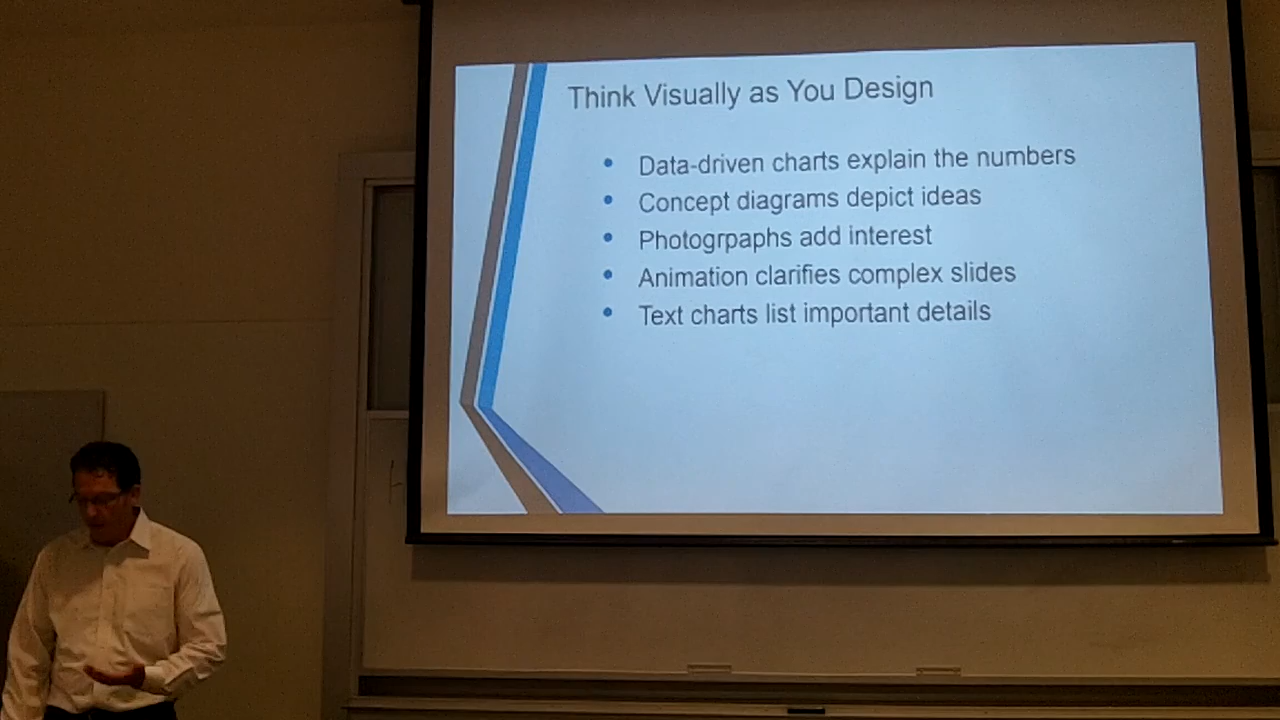 Think Visually as You Design
• Data-driven charts explain the numbers
• Concept diagrams depict ideas
• Photogrpaphs add interest
• Animation clarifies complex slides
• Text charts list important details